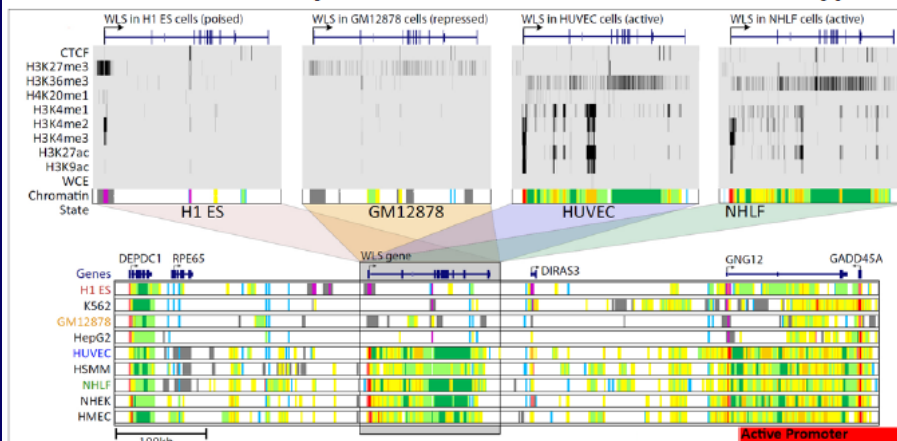 WLS in H1 ES cells (poised)
WLS in GM12878 cells (repressed)
WLS in HUVEC cells (active)
WLS in NHLF cells (active)
CTCF
H3K27me3
H3K36me3
H4K20me1
H3K4me1
H3K4me2
H3K4me3
H3K27ac
H3K9ac
WCE
Chromatin
State
H1 ES
GM12878
HUVEC
NHLF
DEPDC1
RPE65
WLS gene
DIRAS3
GNG12
GADD45A
Genes
H1 ES
K562
GM12878
HepG2
HUVEC
HSMM
NHLF
NHEK
HMEC
100kb
Active Promoter